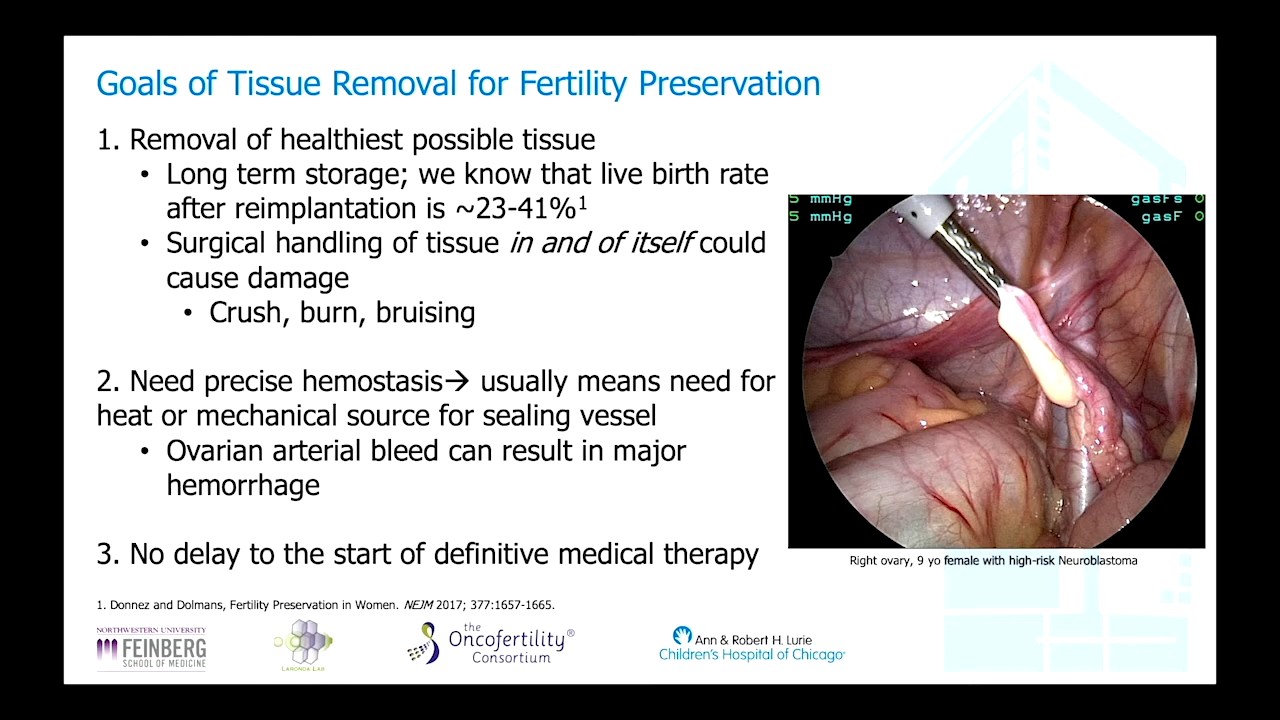 Goals of Tissue Removal for Fertility Preservation
1. Removal of healthiest possible tissue
• Long term storage; we know that live birth rate
after reimplantation is ~23-41%¹
• Surgical handling of tissue in and of itself could
cause damage
• Crush, burn, bruising
2. Need precise hemostasis→ usually means need for
heat or mechanical source for sealing vessel
• Ovarian arterial bleed can result in major
hemorrhage
3. No delay to the start of definitive medical therapy
5 mmHg
gasFs 0
5 mmHg
gasF 0
Right ovary, 9 yo female with high-risk Neuroblastoma
1. Donnez and Dolmans, Fertility Preservation in Women. NEJM 2017; 377:1657-1665.
NORTHWESTERN UNIVERSITY
FEINBERG
SCHOOL OF MEDICINE
LARONDA LAB
the
Oncofertility®
Consortium
Ann & Robert H. Lurie
Children's Hospital of Chicago